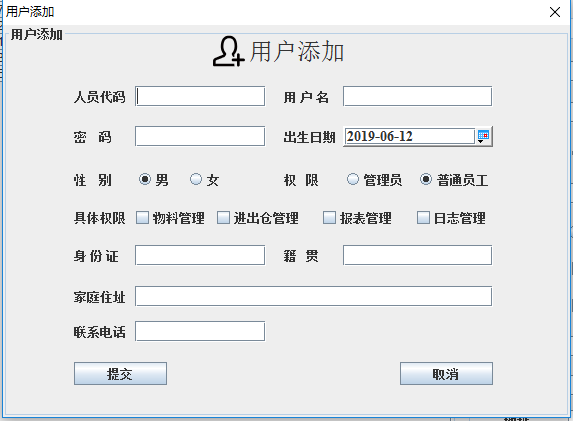 用户添加
用户添加
用户添加
人员代码 用 户 名
密 码 出生日期 2019-06-12
性 别 男 女 权 限 管理员 普通员工
具体权限 物料管理 进出仓管理 报表管理 日志管理
身 份 证 籍 贯
家庭住址
联系电话
提交 取消